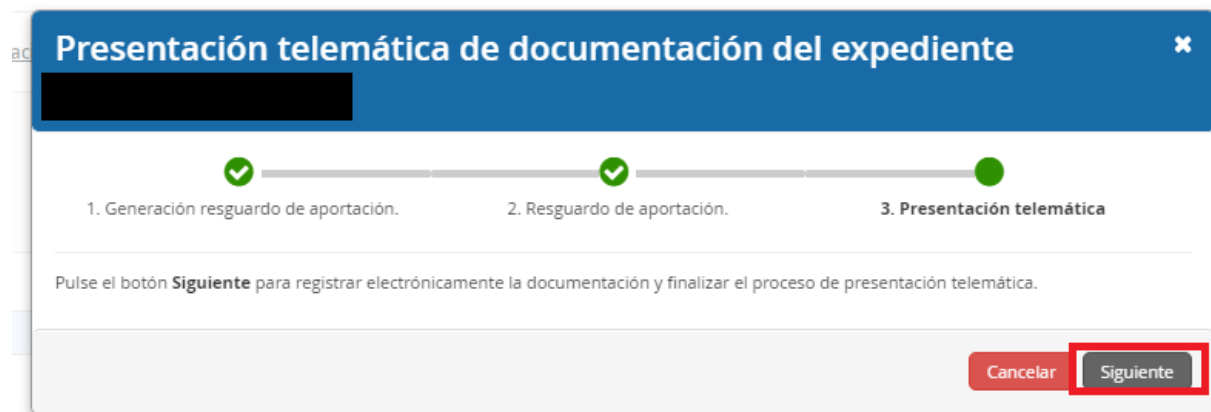 Presentación telemática de documentación del expediente
ac
1. Generación resguardo de aportación.
2. Resguardo de aportación.
3. Presentación telemática
Pulse el botón Siguiente para registrar electrónicamente la documentación y finalizar el proceso de presentación telemática.
Cancelar
Siguiente